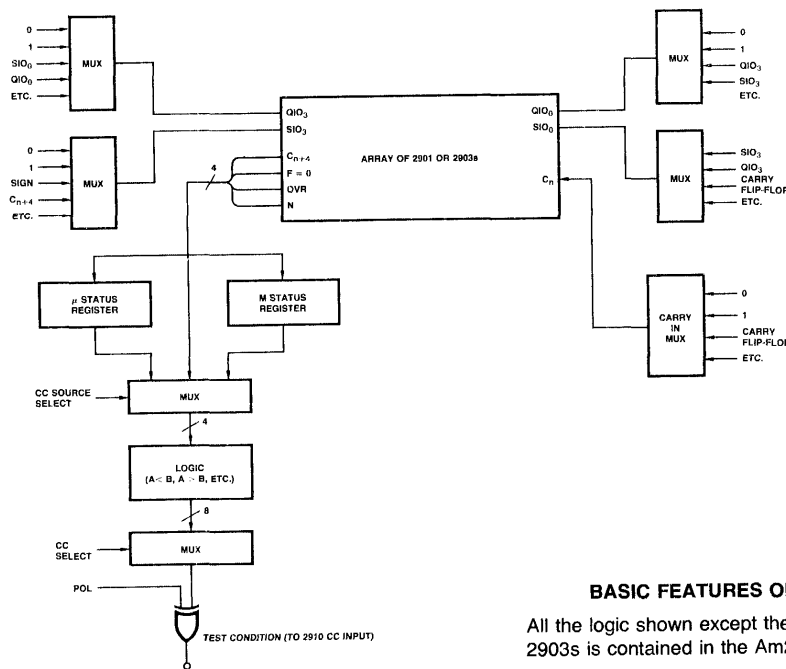 0
1
SIO0
QIO0
ETC.
MUX
0
1
SIGN
Cn+4
ETC.
MUX
QIO3
SIO3
Cn+4
F = 0
OVR
N
4
ARRAY OF 2901 OR 2903s
QIO0
SIO0
Cn
MUX
0
1
QIO3
SIO3
ETC.
MUX
SIO3
QIO3
CARRY
FLIP-FLOP
ETC.
CARRY
IN
MUX
0
1
CARRY
FLIP-FLOP
ETC.
μ STATUS
REGISTER
M STATUS
REGISTER
CC SOURCE
SELECT
MUX
4
LOGIC
(A< B, A > B, ETC.)
8
CC
SELECT
MUX
POL
TEST CONDITION (TO 2910 CC INPUT)
BASIC FEATURES
All the logic shown except the
2903s is contained in the